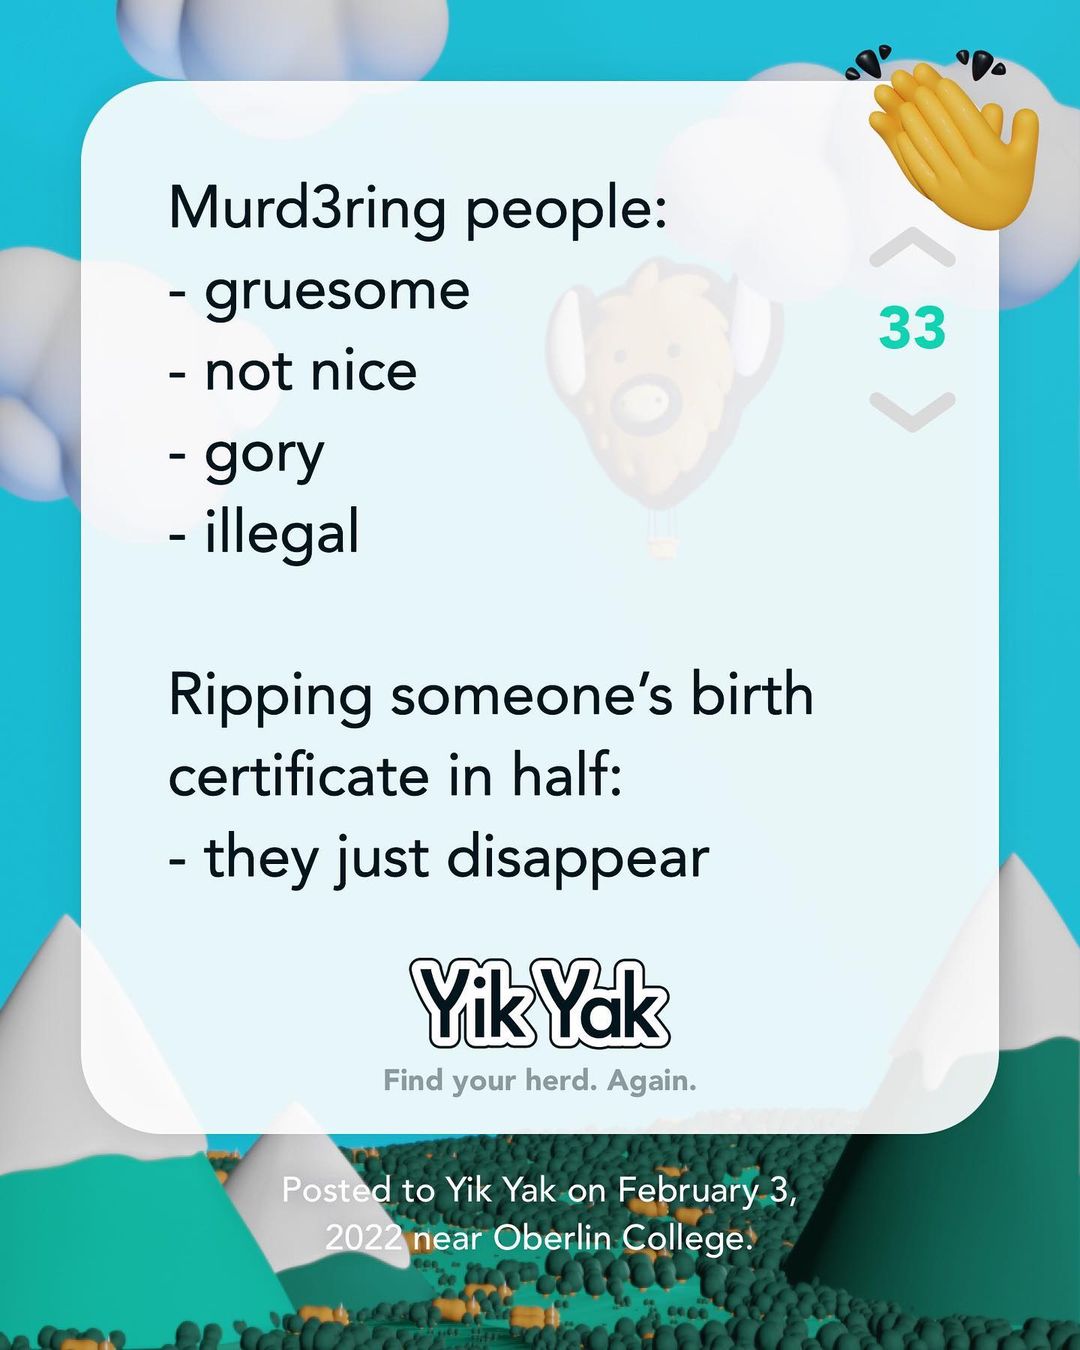 Murd3ring people:
- gruesome
- not nice
- gory
- illegal
33
Ripping someone’s birth
certificate in half:
- they just disappear
Yik Yak
Find your herd. Again.
Posted to Yik Yak on February 3,
2022 near Oberlin College.